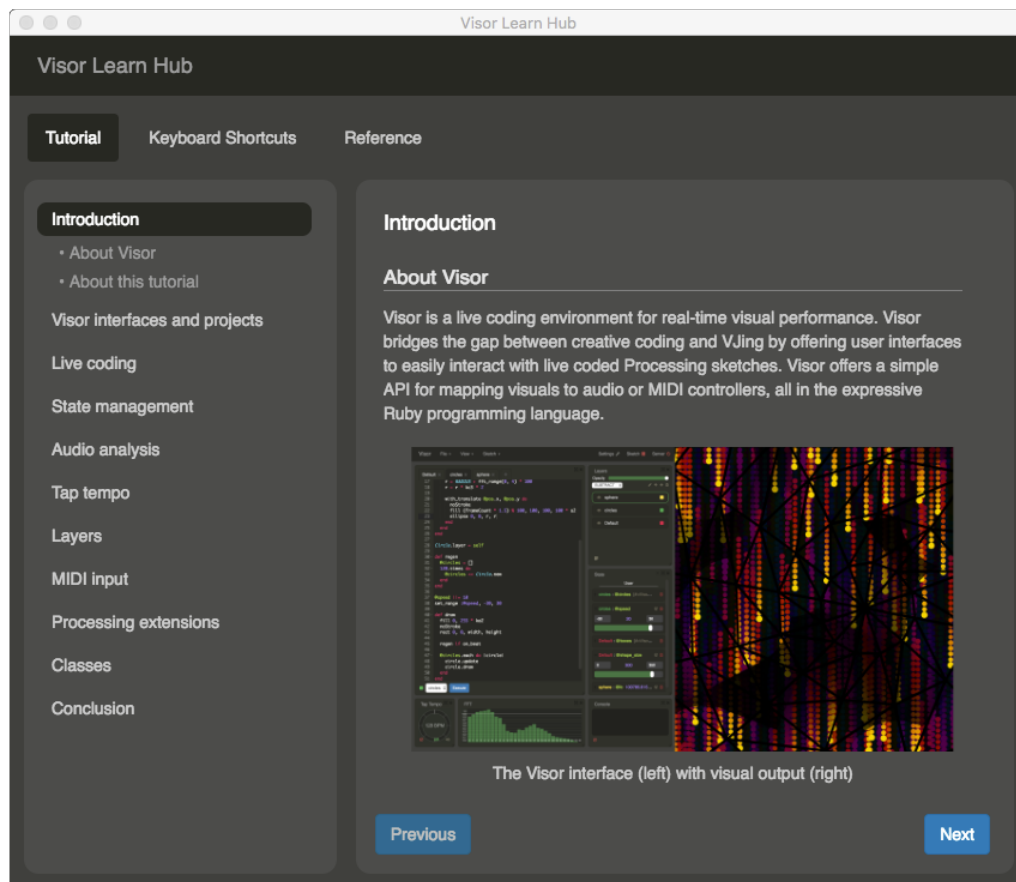 Visor Learn Hub
Visor Learn Hub
Tutorial
Keyboard Shortcuts
Reference
Introduction
• About Visor
• About this tutorial
Visor interfaces and projects
Live coding
State management
Audio analysis
Tap tempo
Layers
MIDI input
Processing extensions
Classes
Conclusion
Introduction
About Visor
Visor is a live coding environment for real-time visual performance. Visor
bridges the gap between creative coding and VJing by offering user interfaces
to easily interact with live coded Processing sketches. Visor offers a simple
API for mapping visuals to audio or MIDI controllers, all in the expressive
Ruby programming language.
The Visor interface (left) with visual output (right)
Previous
Next